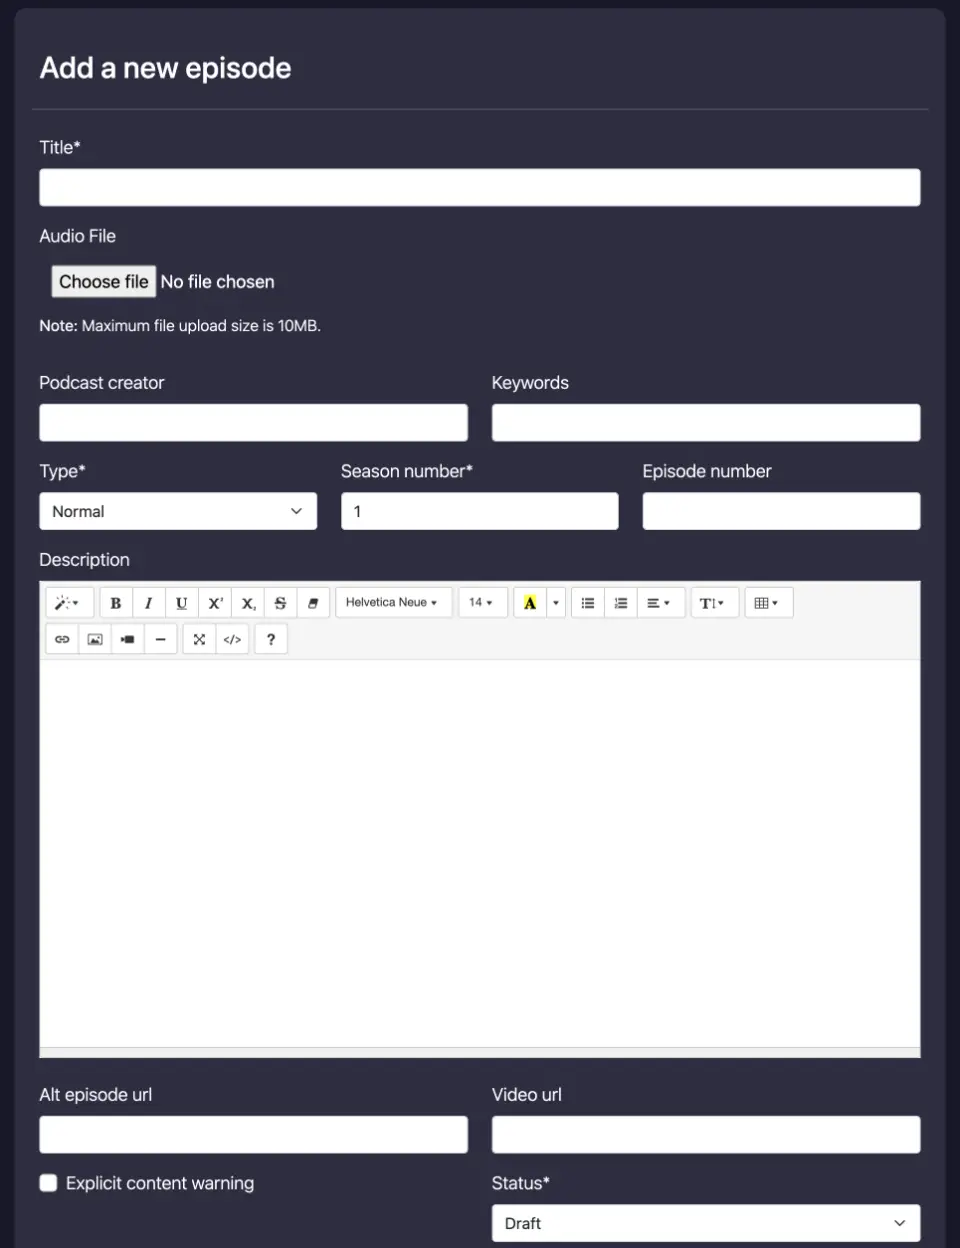 Add a new episode
Title*
Audio File
Choose file No file chosen
Note: Maximum file upload size is 10MB.
Podcast creator Keywords
Type* Season number* Episode number
Normal 1
Description
B I U X² X₂ S Helvetica Neue 14 A T
</> ?
Alt episode url Video url
Explicit content warning Status*
Draft